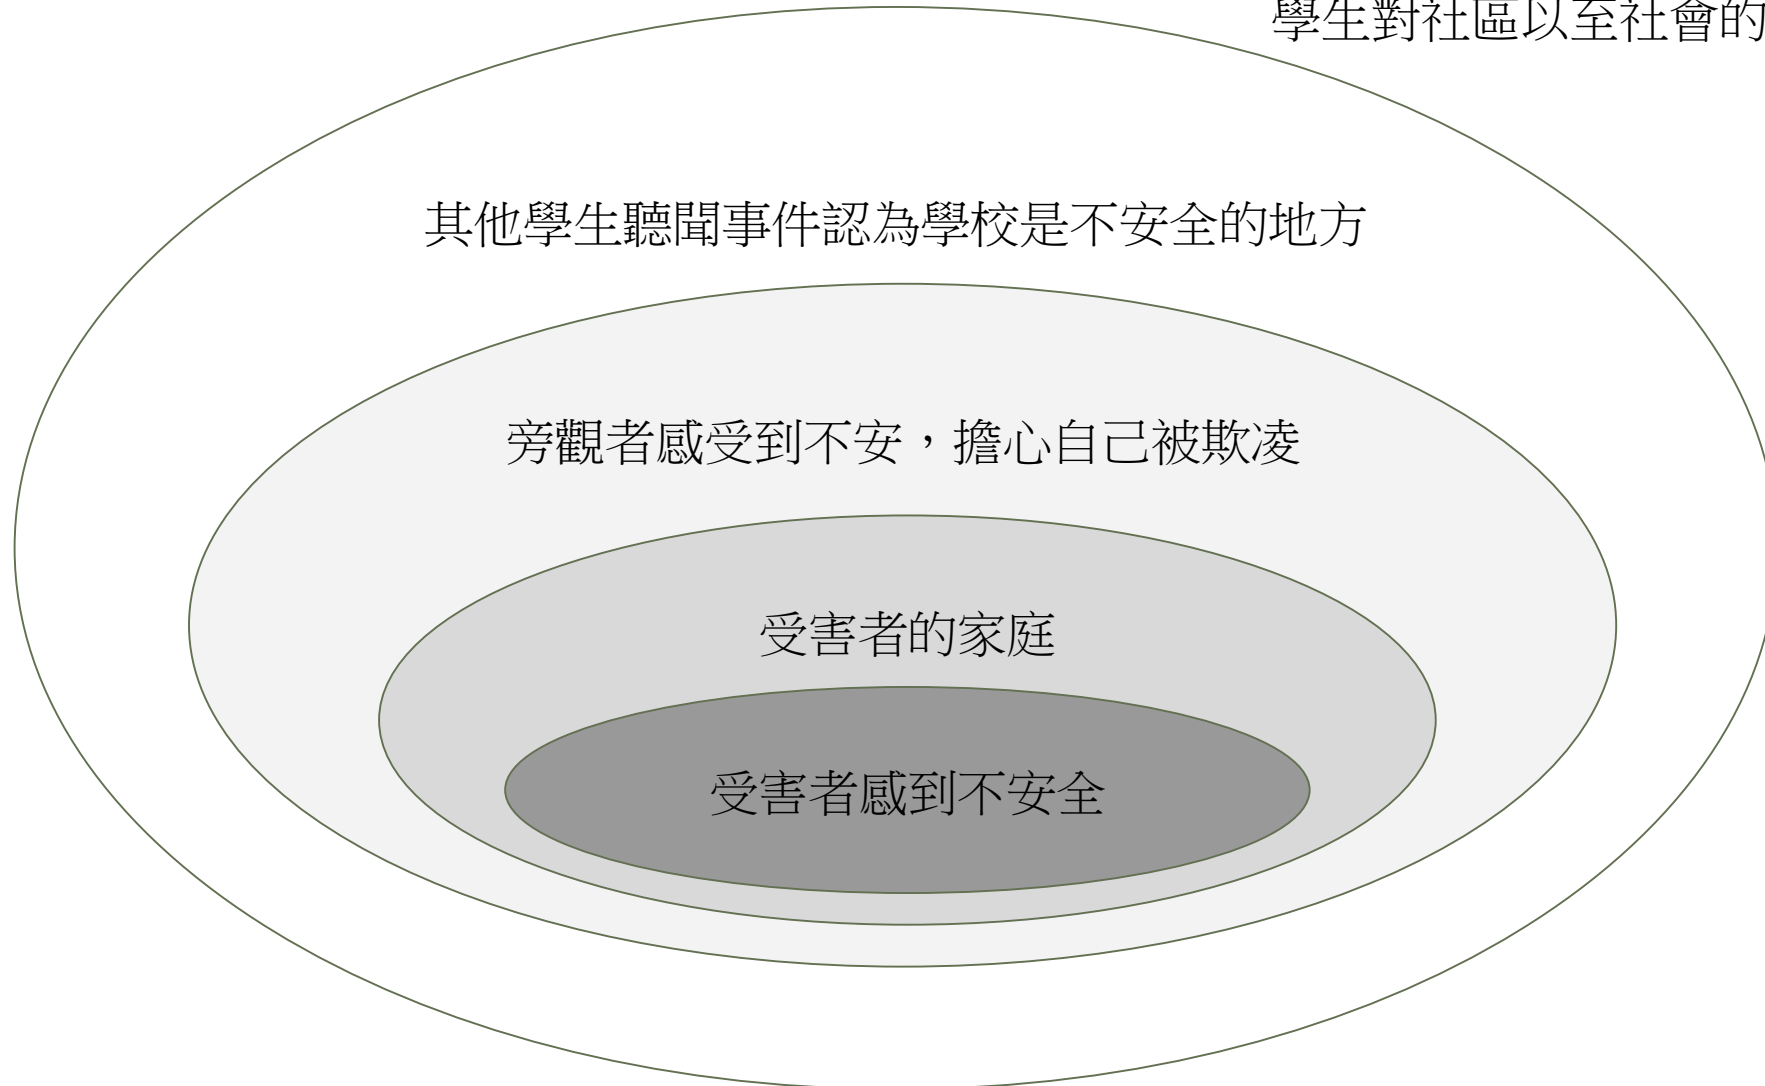 學生對社區以至社會的
其他學生聽聞事件認為學校是不安全的地方
旁觀者感受到不安，擔心自己被欺凌
受害者的家庭
受害者感到不安全